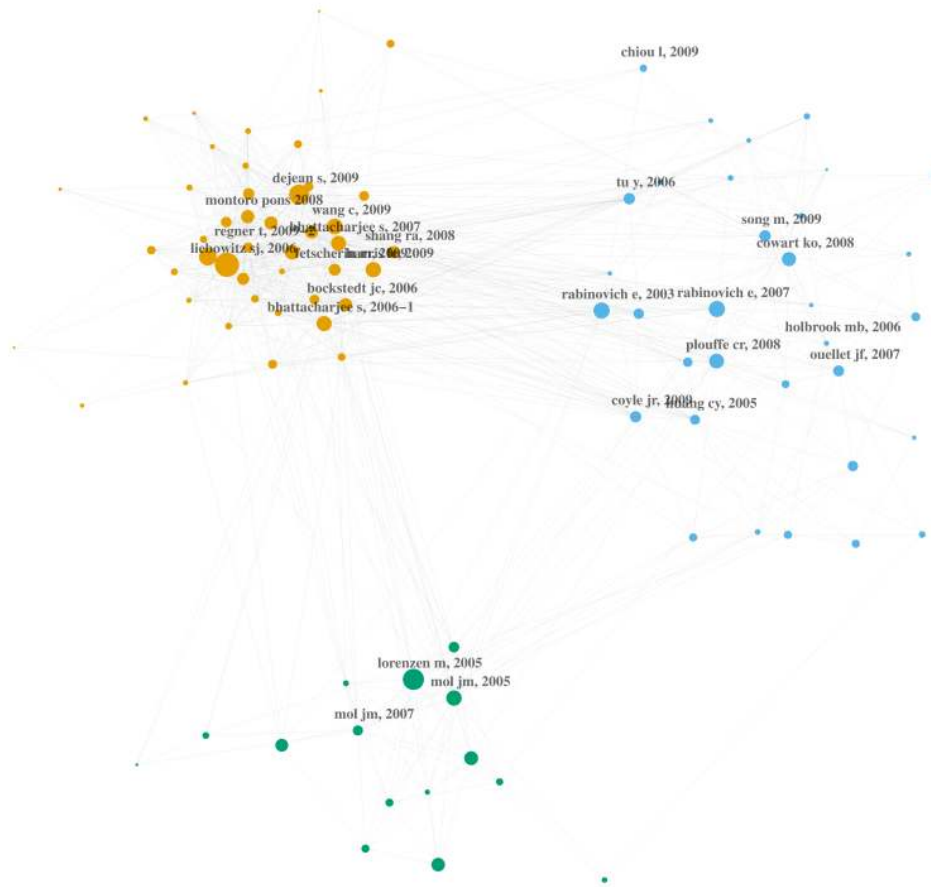 chiou l, 2009
dejean s, 2009
tu y, 2006
montoro pons 2008
wang c, 2009
song m, 2009
bhattacharjee s, 2007
regner t, 2009
shang ra, 2008
cowart ko, 2008
liebowitz sj, 2006
2009
bockstedt jc, 2006
rabinovich e, 2003
rabinovich e, 2007
bhattacharjee s, 2006−1
holbrook mb, 2006
plouffe cr, 2008
ouellet jf, 2007
coyle jr, 2009
huang cy, 2005
lorenzen m, 2005
mol jm, 2005
mol jm, 2007